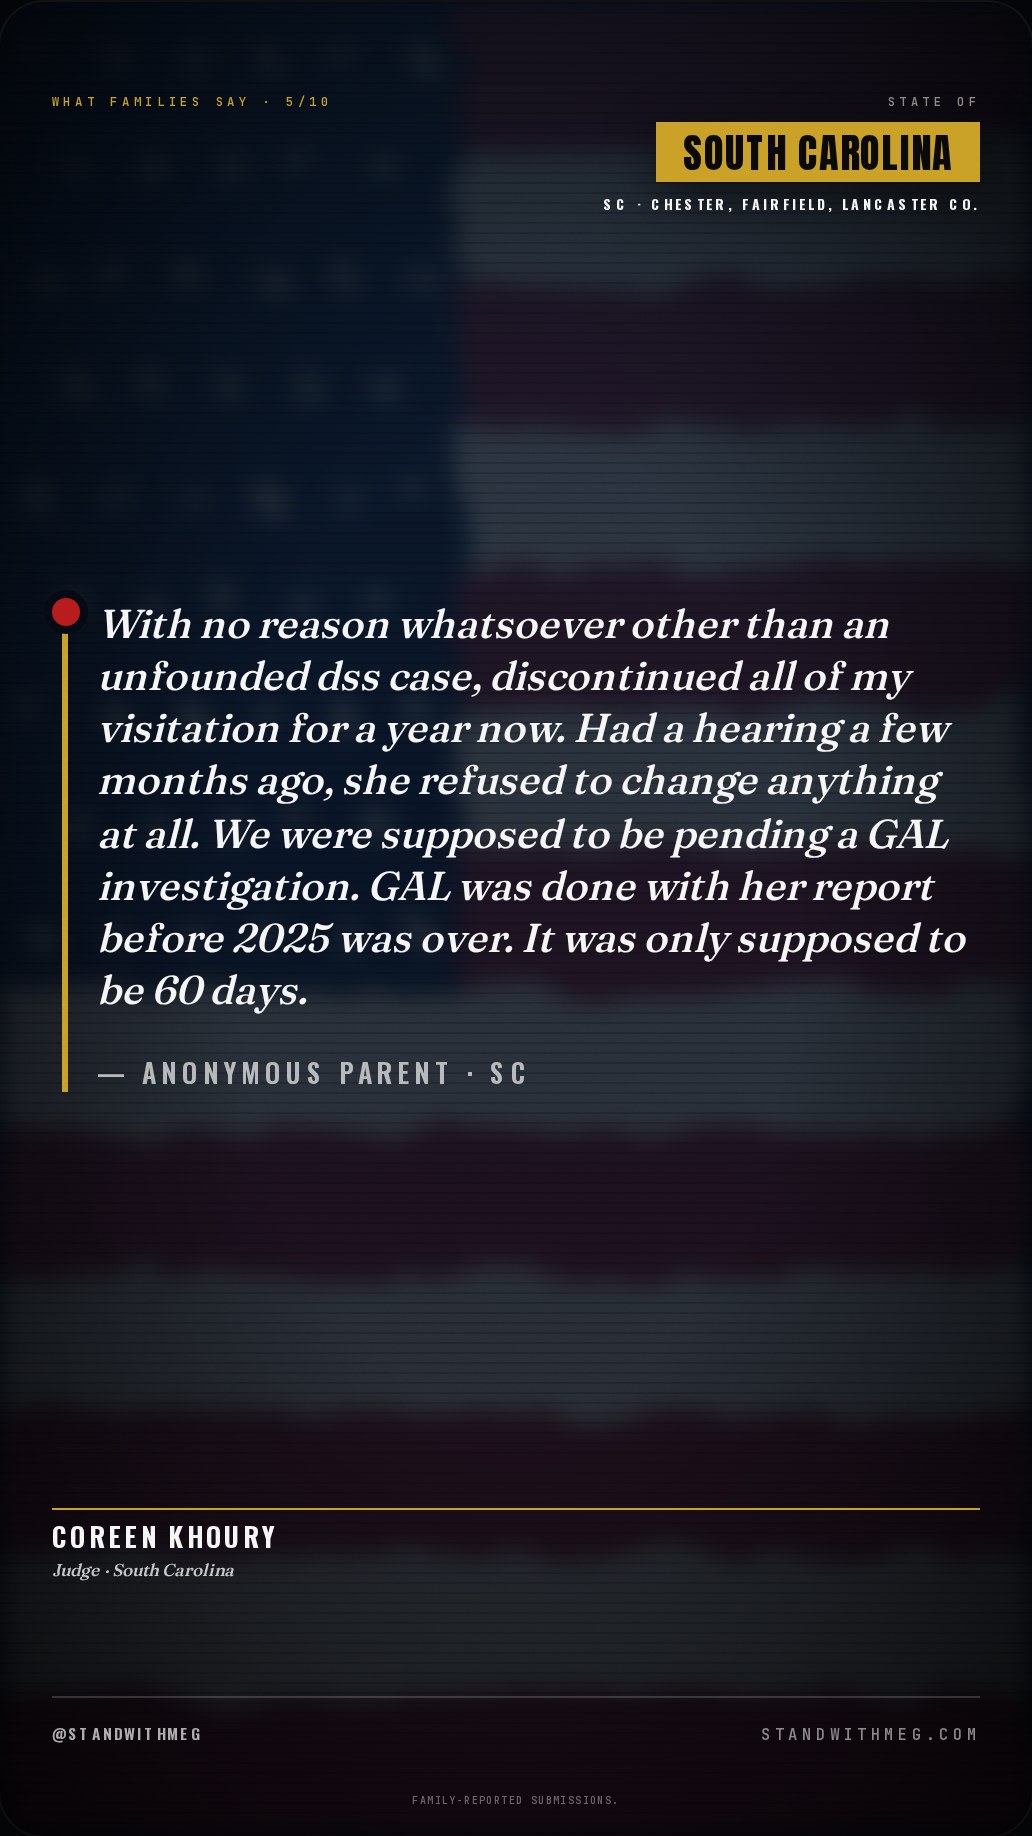 WHAT FAMILIES SAY · 5/10
STATE OF
SOUTH CAROLINA
SC · CHESTER, FAIRFIELD, LANCASTER CO.
With no reason whatsoever other than an
unfounded dss case, discontinued all of my
visitation for a year now. Had a hearing a few
months ago, she refused to change anything
at all. We were supposed to be pending a GAL
investigation. GAL was done with her report
before 2025 was over. It was only supposed to
be 60 days.
— ANONYMOUS PARENT · SC
COREEN KHOURY
Judge · South Carolina
@STANDWITHMEG
STANDWITHMEG.COM
FAMILY-REPORTED SUBMISSIONS.